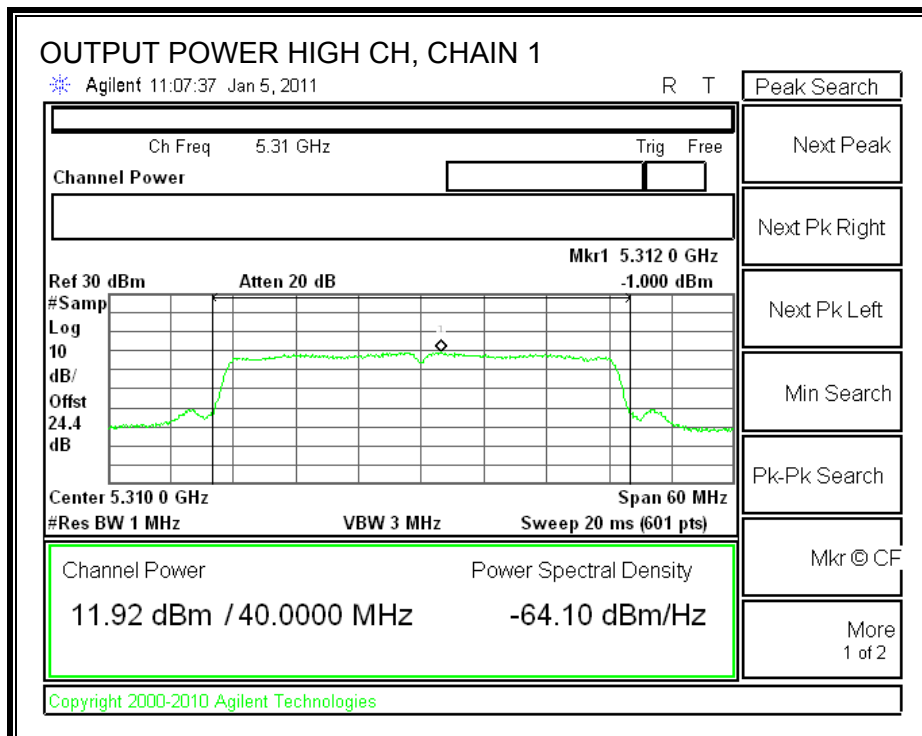 OUTPUT POWER HIGH CH, CHAIN 1
Agilent 11:07:37 Jan 5, 2011 R T
Peak Search
Ch Freq 5.31 GHz Trig Free
Channel Power
Next Peak
Next Pk Right
Mkr1 5.312 0 GHz
Ref 30 dBm Atten 20 dB -1.000 dBm
#Samp
Log
10
dB/
Offst
24.4
dB
1
Next Pk Left
Min Search
Pk-Pk Search
Center 5.310 0 GHz Span 60 MHz
#Res BW 1 MHz VBW 3 MHz Sweep 20 ms (601 pts)
Channel Power Power Spectral Density
11.92 dBm / 40.0000 MHz -64.10 dBm/Hz
Mkr © CF
More
1 of 2
Copyright 2000-2010 Agilent Technologies